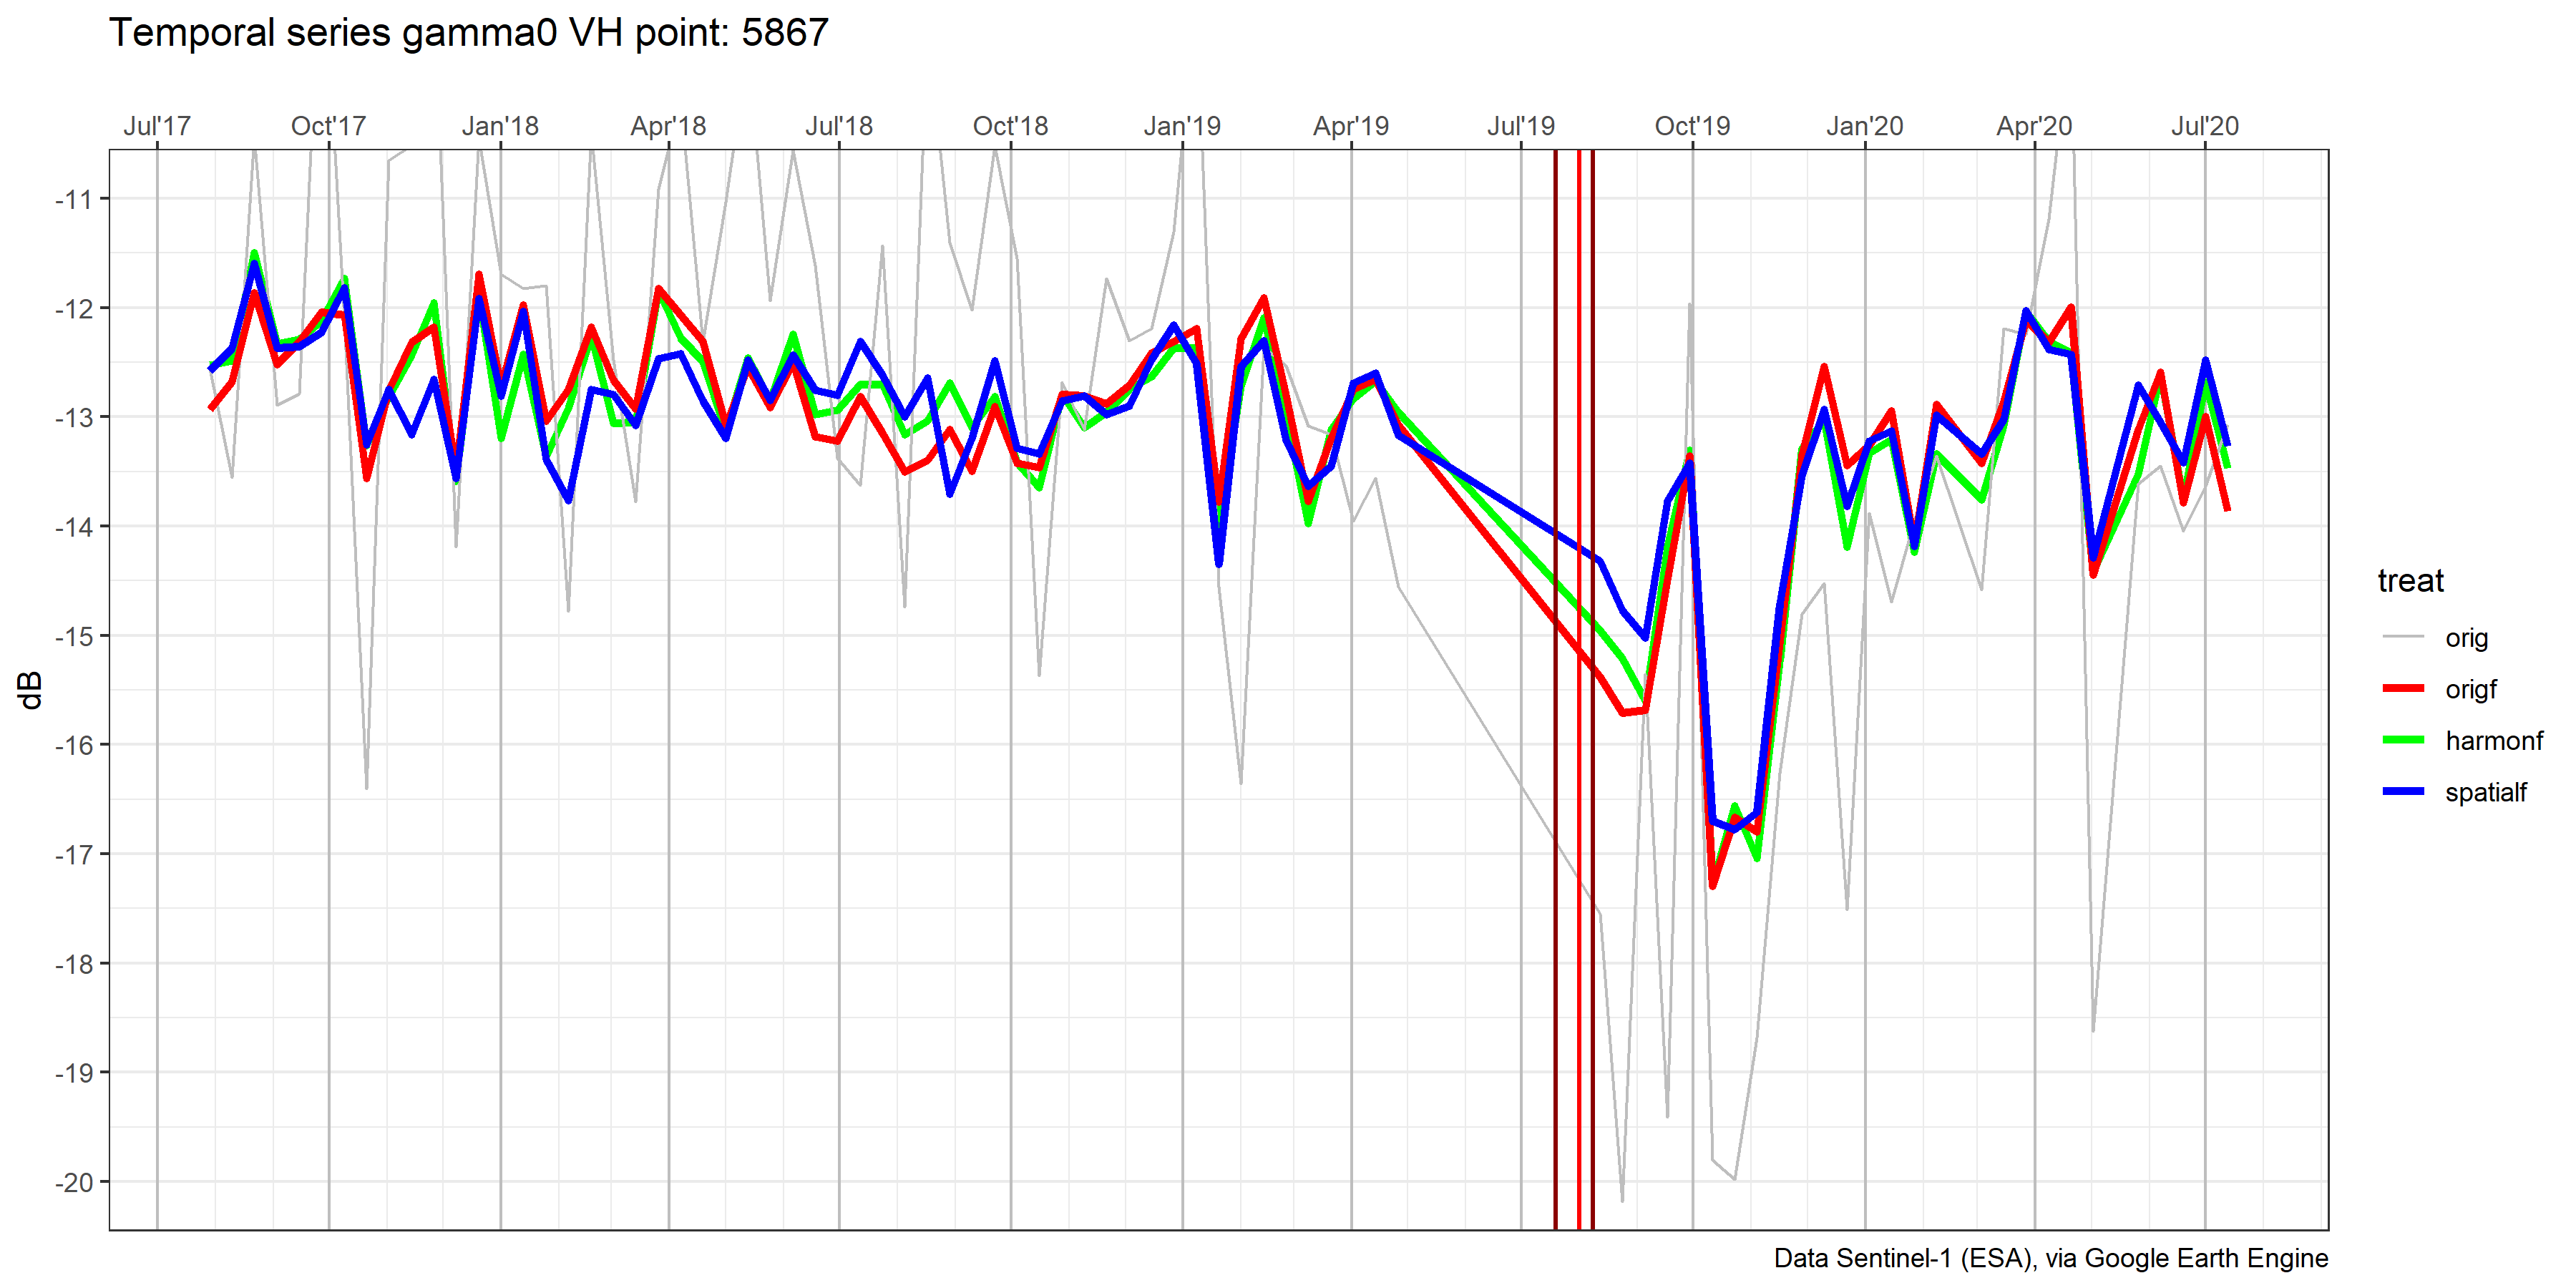 Temporal series gamma0 VH point: 5867
Jul'17 Oct'17 Jan'18 Apr'18 Jul'18 Oct'18 Jan'19 Apr'19 Jul'19 Oct'19 Jan'20 Apr'20 Jul'20
-11
-12
-13
-14
-15
-16
-17
-18
-19
-20
dB
treat
orig
origf
harmonf
spatialf
Data Sentinel-1 (ESA), via Google Earth Engine